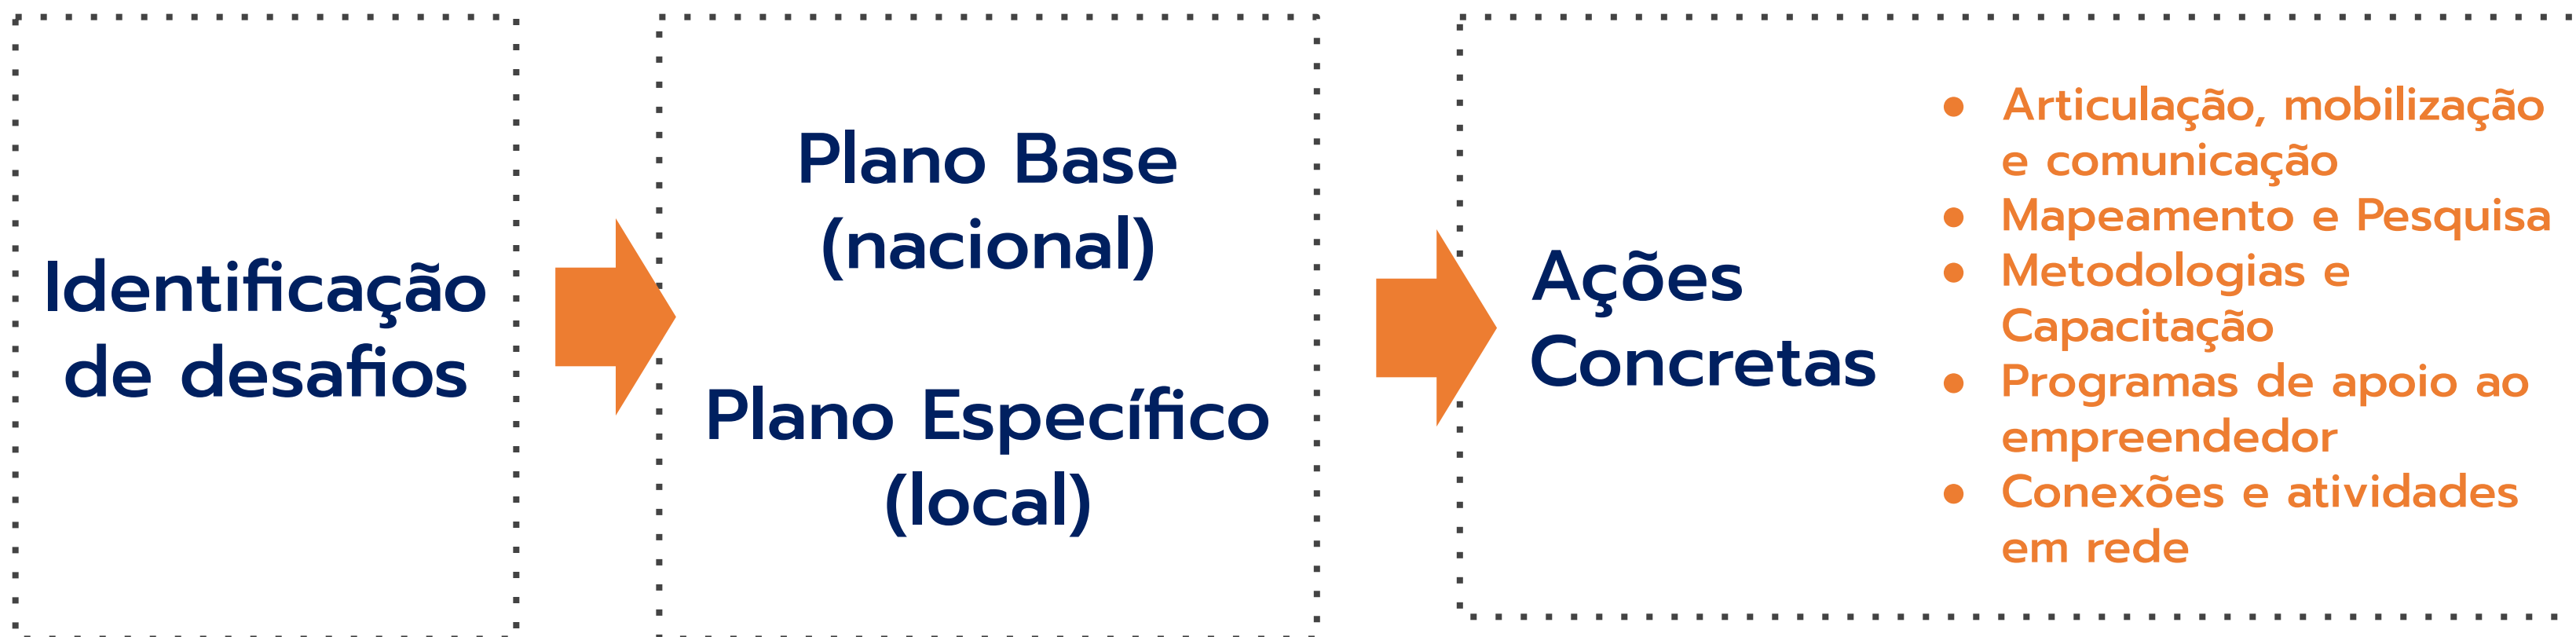 Identificação
de desafios
Plano Base
(nacional)
Plano Específico
(local)
Ações
Concretas
● Articulação, mobilização
e comunicação
● Mapeamento e Pesquisa
● Metodologias e
Capacitação
● Programas de apoio ao
empreendedor
● Conexões e atividades
em rede